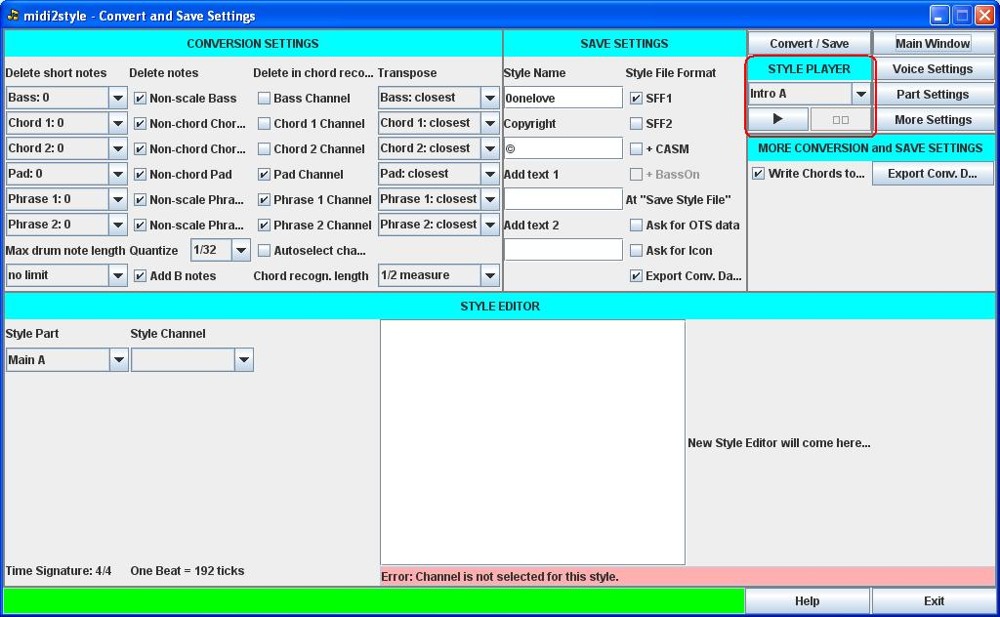 midi2style - Convert and Save Settings
CONVERSION SETTINGS
SAVE SETTINGS
Convert / Save
Main Window
Delete short notes
Delete notes
Delete in chord reco...
Transpose
Style Name
Style File Format
STYLE PLAYER
Voice Settings
Bass: 0
Non-scale Bass
Bass Channel
Bass: closest
0onelove
SFF1
Intro A
Part Settings
Chord 1: 0
Non-chord Chor...
Chord 1 Channel
Chord 1: closest
Copyright
SFF2
More Settings
Chord 2: 0
Non-chord Chor...
Chord 2 Channel
Chord 2: closest
©
+ CASM
MORE CONVERSION and SAVE SETTINGS
Pad: 0
Non-chord Pad
Pad Channel
Pad: closest
Add text 1
+ BassOn
Write Chords to...
Export Conv. D...
Phrase 1: 0
Non-scale Phra...
Phrase 1 Channel
Phrase 1: closest
At "Save Style File"
Phrase 2: 0
Non-scale Phra...
Phrase 2 Channel
Phrase 2: closest
Add text 2
Ask for OTS data
Max drum note length
Quantize
1/32
Autoselect cha...
Ask for Icon
no limit
Add B notes
Chord recogn. length
1/2 measure
Export Conv. Da...
STYLE EDITOR
Style Part
Style Channel
Main A
New Style Editor will come here...
Time Signature: 4/4
One Beat = 192 ticks
Error: Channel is not selected for this style.
Help
Exit